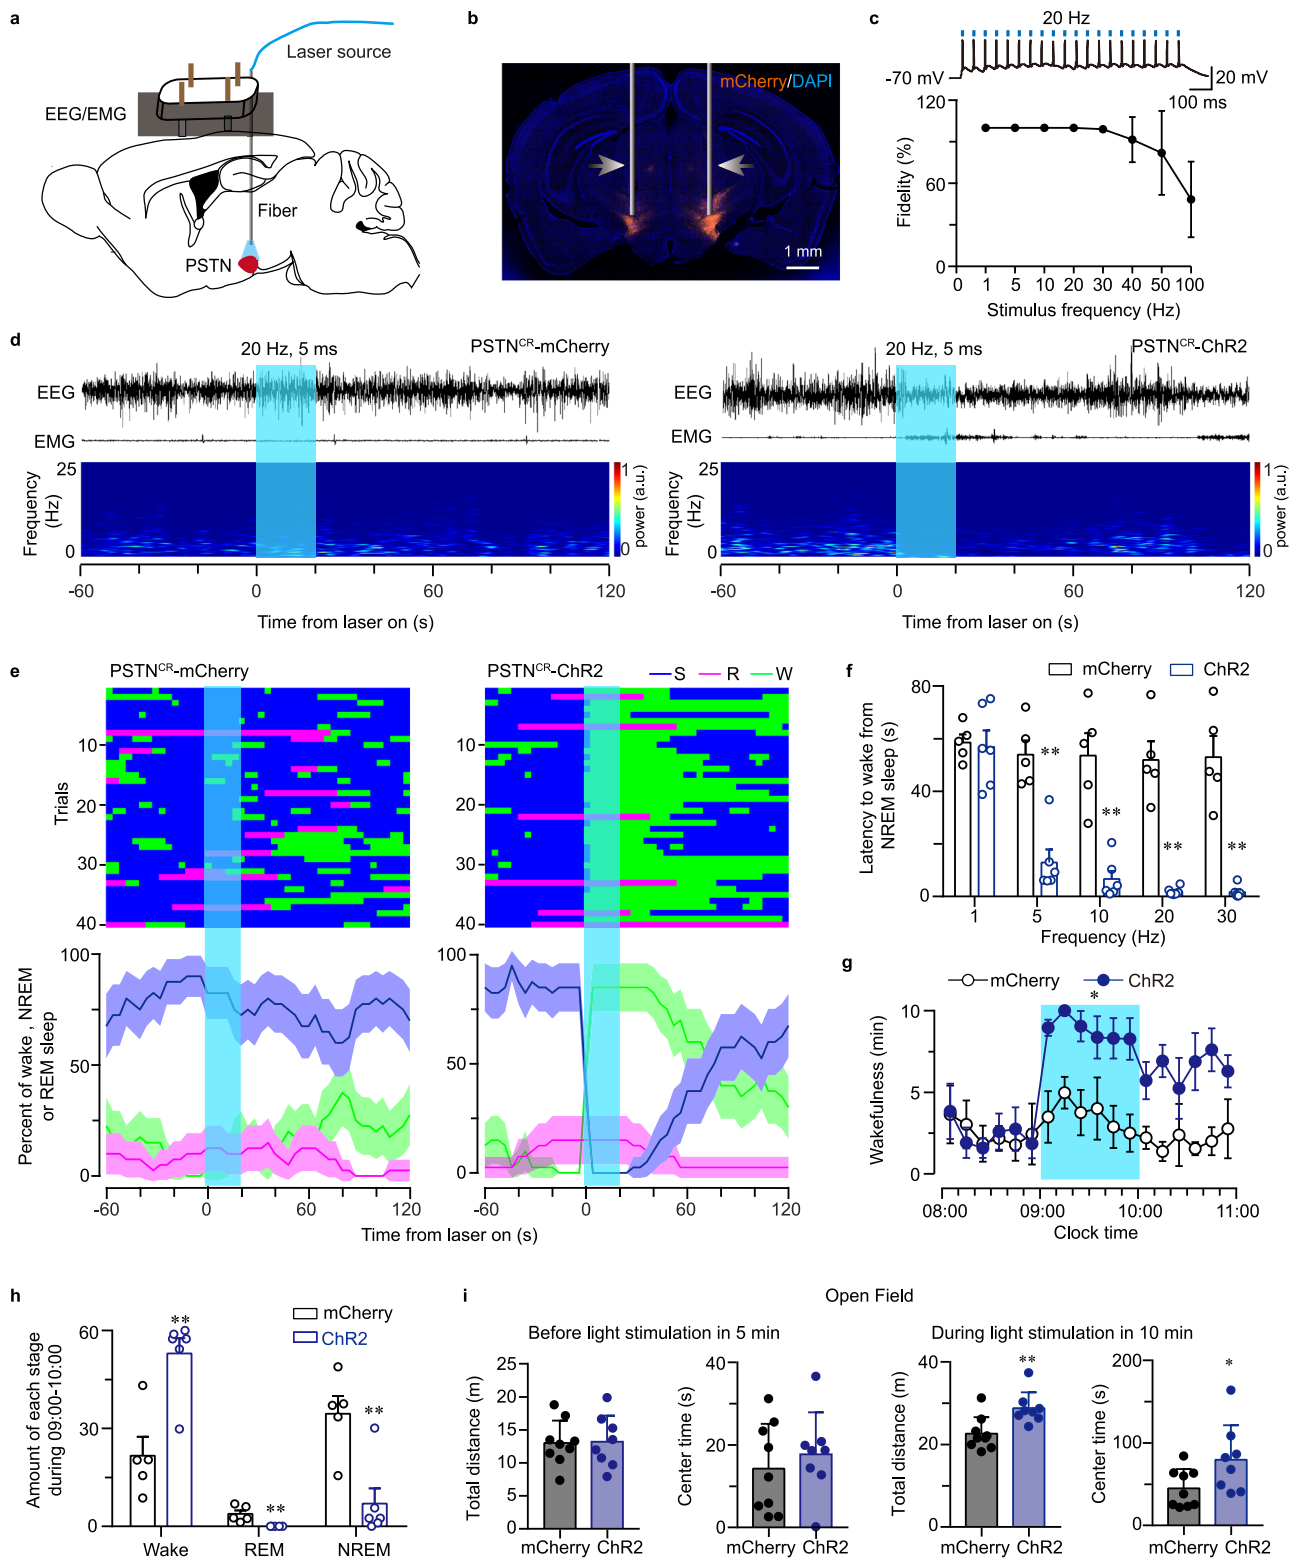 a
Laser source
EEG/EMG
Fiber
PSTN
b
mCherry/DAPI
1 mm
c
20 Hz
-70 mV
20 mV
100 ms
120
60
0
Fidelity (%)
0 1 5 10 20 30 40 50 100
Stimulus frequency (Hz)
d
20 Hz, 5 ms
PSTNCR-mCherry
EEG
EMG
25
0
Frequency (Hz)
1
0
power (a.u.)
-60 0 60 120
Time from laser on (s)
20 Hz, 5 ms
PSTNCR-ChR2
EEG
EMG
25
0
Frequency (Hz)
1
0
power (a.u.)
-60 0 60 120
Time from laser on (s)
e
PSTNCR-mCherry
PSTNCR-ChR2
S R W
10
20
30
40
Trials
10
20
30
40
100
50
0
Percent of wake , NREM
or REM sleep
100
50
0
-60 0 60 120
-60 0 60 120
Time from laser on (s)
f
mCherry ChR2
80
40
0
Latency to wake from
NREM sleep (s)
** ** ** **
1 5 10 20 30
Frequency (Hz)
g
mCherry ChR2
*
10
5
0
Wakefulness (min)
08:00 09:00 10:00 11:00
Clock time
h
mCherry
ChR2
60
30
0
Amount of each stage
during 09:00-10:00
** ** **
Wake REM NREM
i
Open Field
Before light stimulation in 5 min
During light stimulation in 10 min
25
20
15
10
5
0
Total distance (m)
mCherry ChR2
60
40
20
0
Center time (s)
mCherry ChR2
40
20
0
Total distance (m)
**
mCherry ChR2
200
100
0
Center time (s)
*
mCherry ChR2